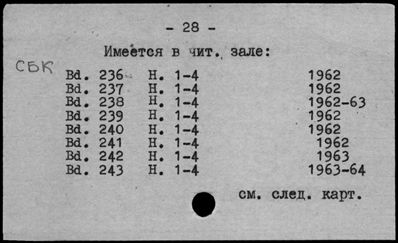 - 28 -
Имеется в чит. зале:
СБК
Bd. 236 H. 1-4 1962
Bd. 237 H. 1-4 1962
Bd. 238 H. 1-4 1962-63
Bd. 239 H. 1-4 1962
Bd. 240 H. 1-4 1962
Bd. 241 H. 1-4 1962
Bd. 242 H. 1-4 1963
Bd. 243 H. 1-4 1963-64
см. след. карт.